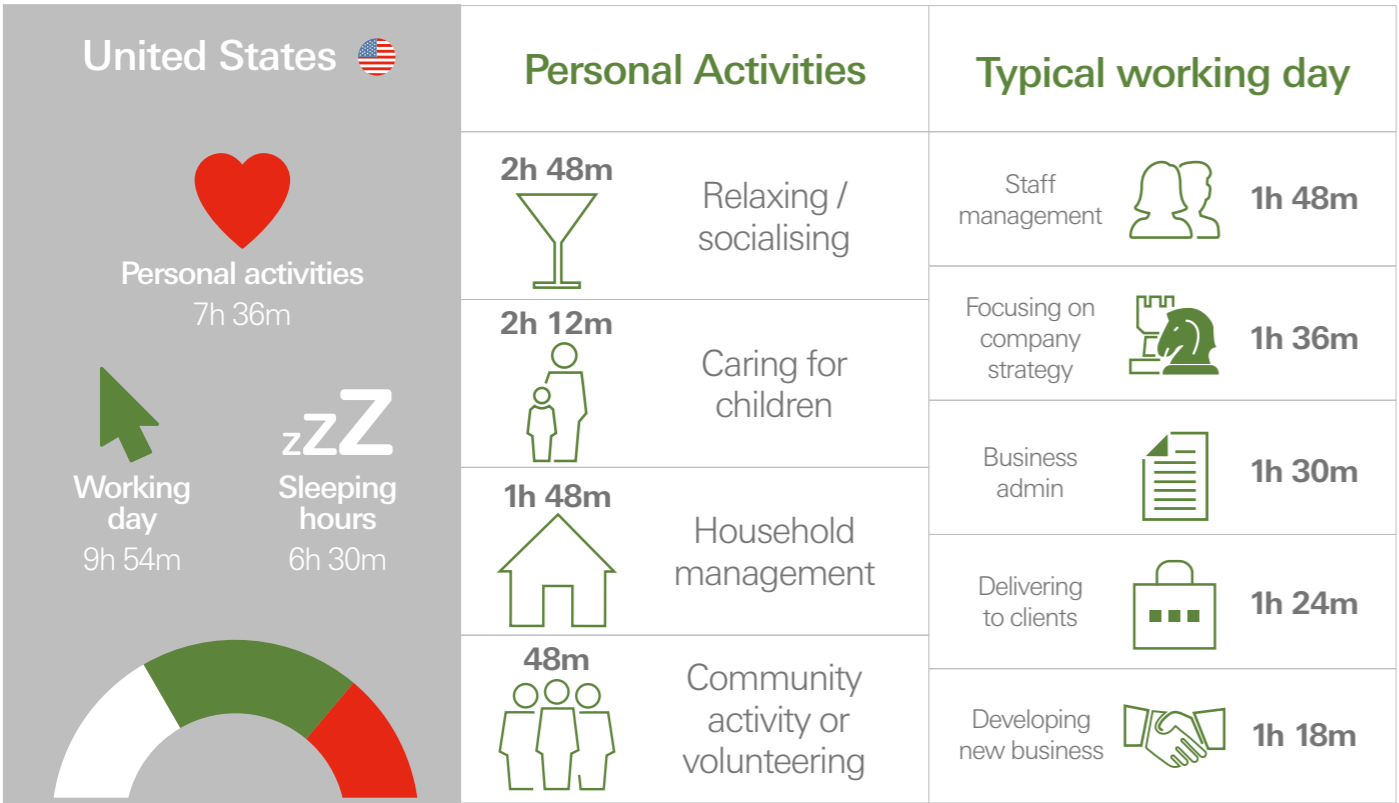 United States
Personal activities
7h 36m
Working
day
9h 54m
zZZ
Sleeping
hours
6h 30m
Personal Activities
2h 48m
Relaxing /
socialising
2h 12m
Caring for
children
1h 48m
Household
management
48m
Community
activity or
volunteering
Typical working day
Staff
management
1h 48m
Focusing on
company
strategy
1h 36m
Business
admin
1h 30m
Delivering
to clients
1h 24m
Developing
new business
1h 18m